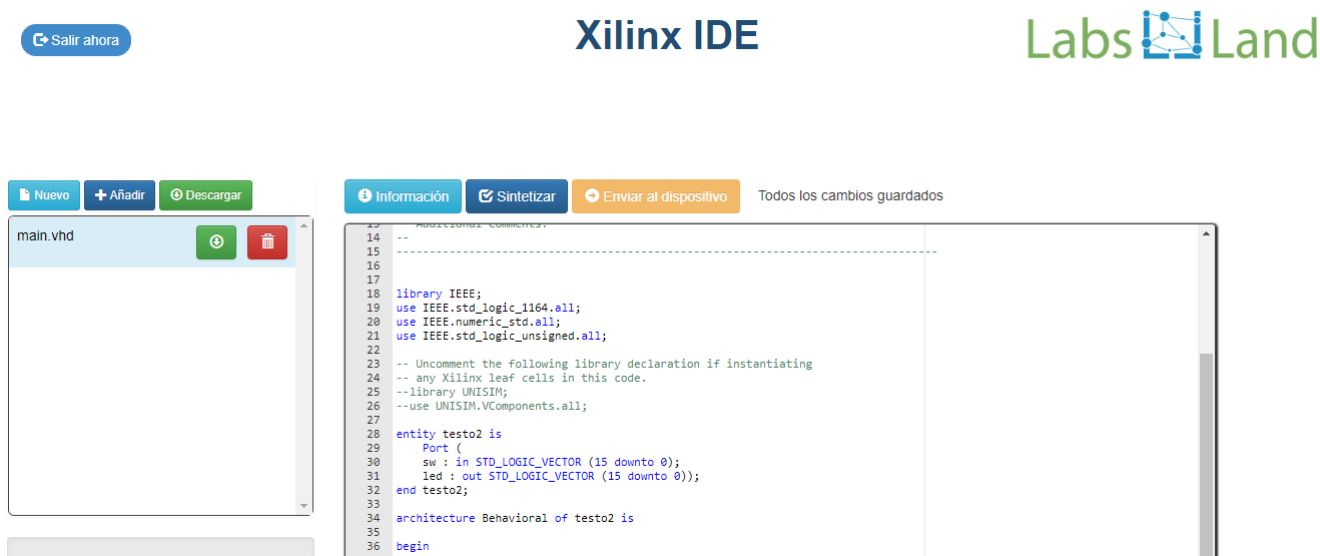 Salir ahora
Xilinx IDE
Labs Land
Nuevo
Añadir
Descargar
Información
Sintetizar
Enviar al dispositivo
Todos los cambios guardados
main.vhd
13 -- Additional Comments:
14 --
15 ----------------------------------------------------------------------------------
16
17
18 library IEEE;
19 use IEEE.std_logic_1164.all;
20 use IEEE.numeric_std.all;
21 use IEEE.std_logic_unsigned.all;
22
23 -- Uncomment the following library declaration if instantiating
24 -- any Xilinx leaf cells in this code.
25 --library UNISIM;
26 --use UNISIM.VComponents.all;
27
28 entity testo2 is
29 Port (
30 sw : in STD_LOGIC_VECTOR (15 downto 0);
31 led : out STD_LOGIC_VECTOR (15 downto 0));
32 end testo2;
33
34 architecture Behavioral of testo2 is
35
36 begin